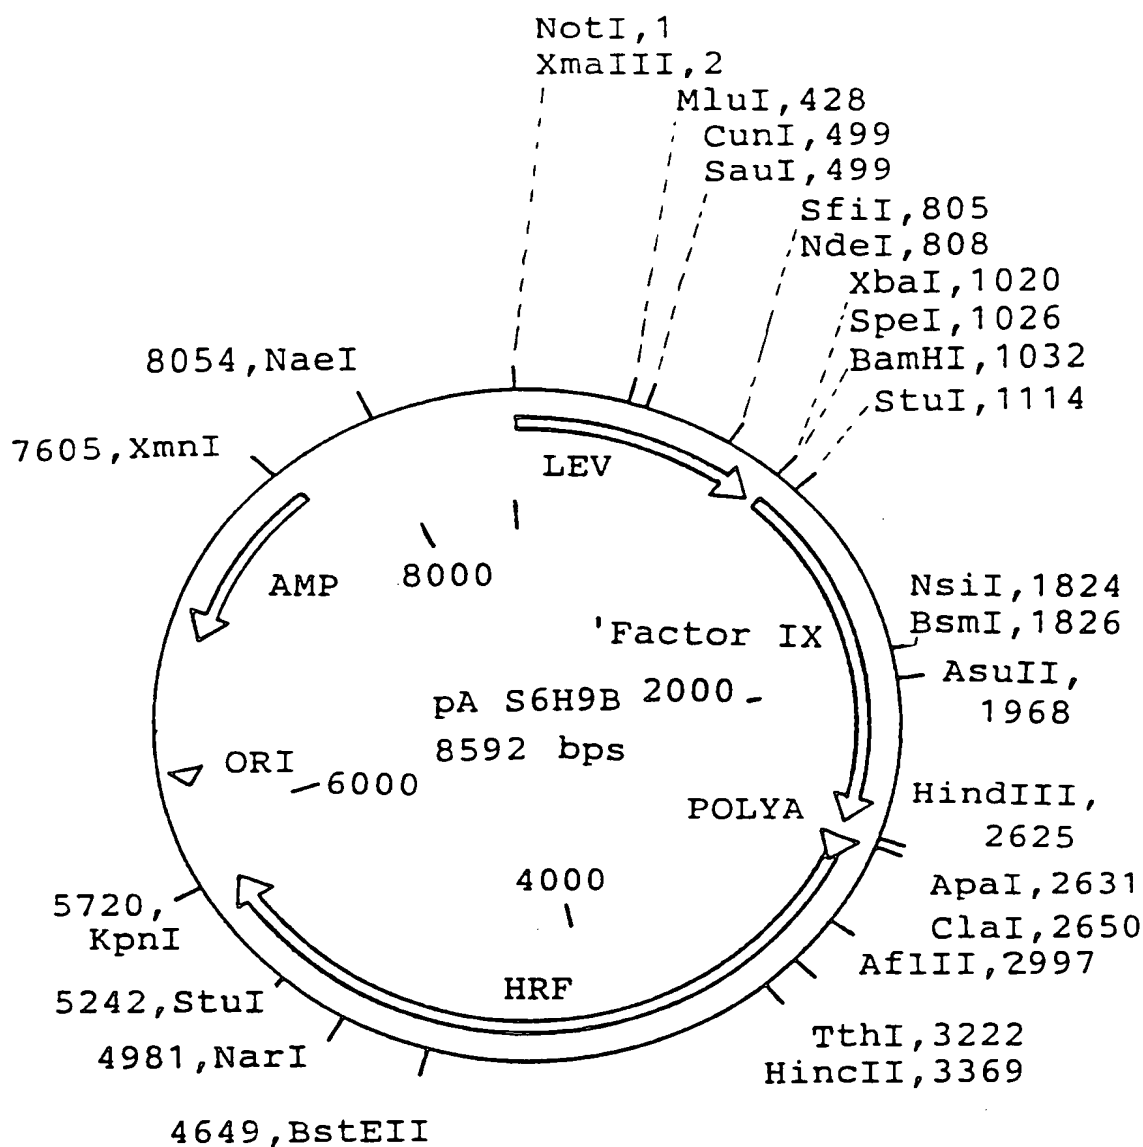 NotI,1
XmaIII,2
MluI,428
CunI,499
SauI,499
SfiI,805
NdeI,808
XbaI,1020
SpeI,1026
BamHI,1032
StuI,1114
8054,NaeI
7605,XmnI
LEV
AMP
8000
NsiI,1824
BsmI,1826
'Factor IX
AsuII,
1968
pA S6H9B
2000
8592 bps
ORI
6000
POLYA
HindIII,
2625
4000
ApaI,2631
ClaI,2650
AflII,2997
5720,
KpnI
HRF
5242,StuI
4981,NarI
TthI,3222
HincII,3369
4649,BstEII